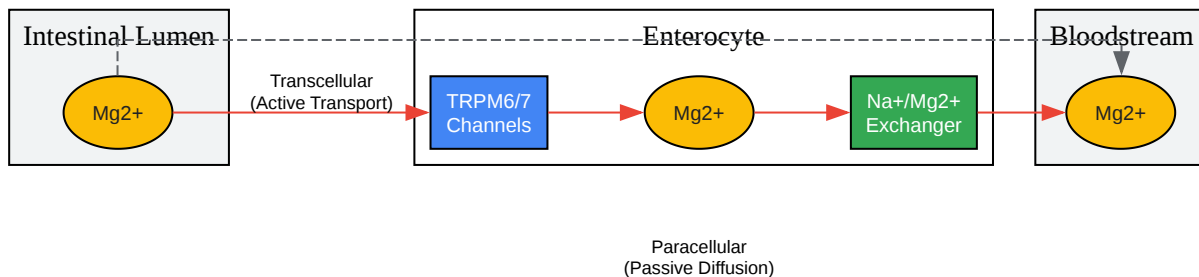 Intestinal Lumen
Enterocyte
Bloodstream
Transcellular
(Active Transport)
Mg2+
TRPM6/7
Channels
Mg2+
Na+/Mg2+
Exchanger
Mg2+
Paracellular
(Passive Diffusion)